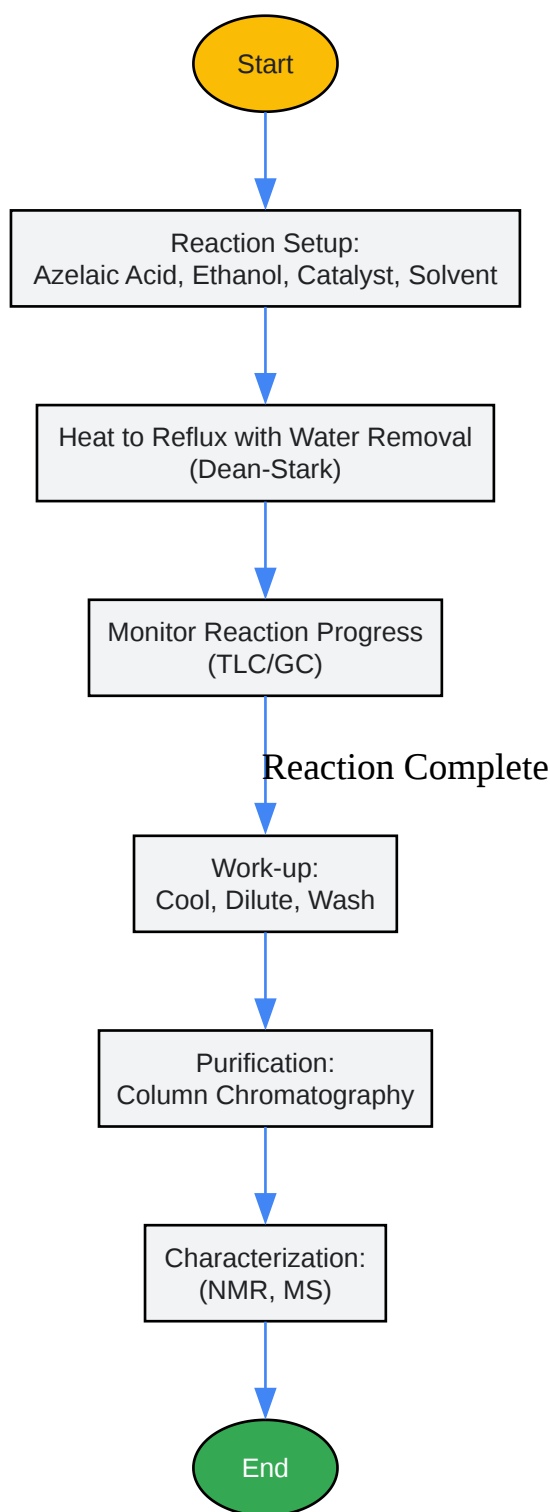 Start
Reaction Setup:
Azelaic Acid, Ethanol, Catalyst, Solvent
Heat to Reflux with Water Removal
(Dean-Stark)
Monitor Reaction Progress
(TLC/GC)
Reaction Complete
Work-up:
Cool, Dilute, Wash
Purification:
Column Chromatography
Characterization:
(NMR, MS)
End